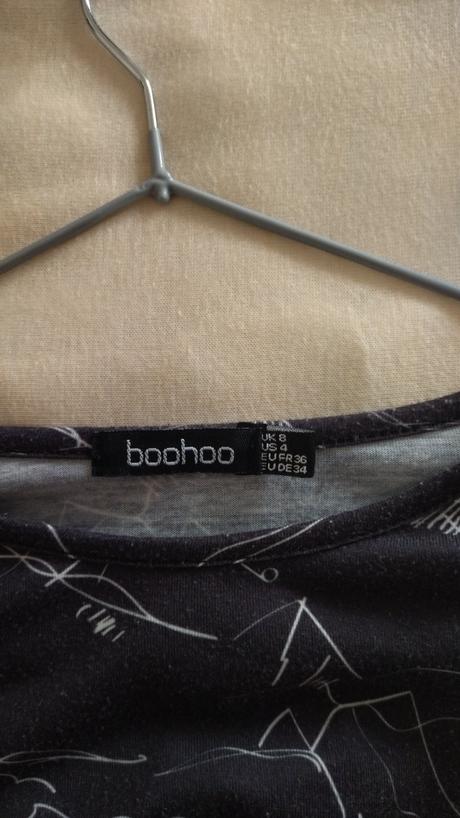 boohoo
UK 8
US 4
EU FR 36
EU DE 34